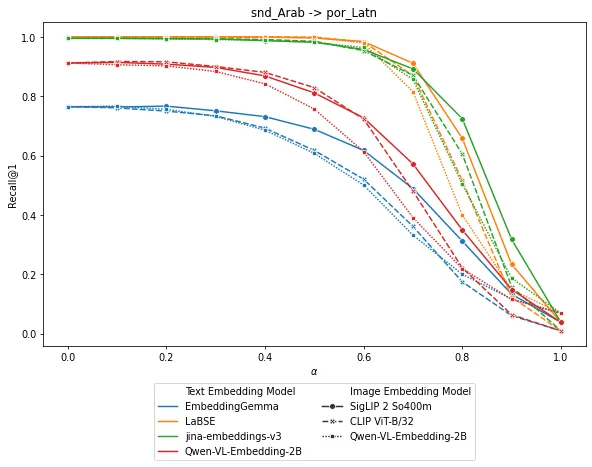 snd_Arab -> por_Latn
Recall@1
1.0
0.8
0.6
0.4
0.2
0.0
0.0 0.2 0.4 0.6 0.8 1.0
α
Text Embedding Model
EmbeddingGemma
LaBSE
jina-embeddings-v3
Qwen-VL-Embedding-2B
Image Embedding Model
SigLIP 2 So400m
CLIP ViT-B/32
Qwen-VL-Embedding-2B